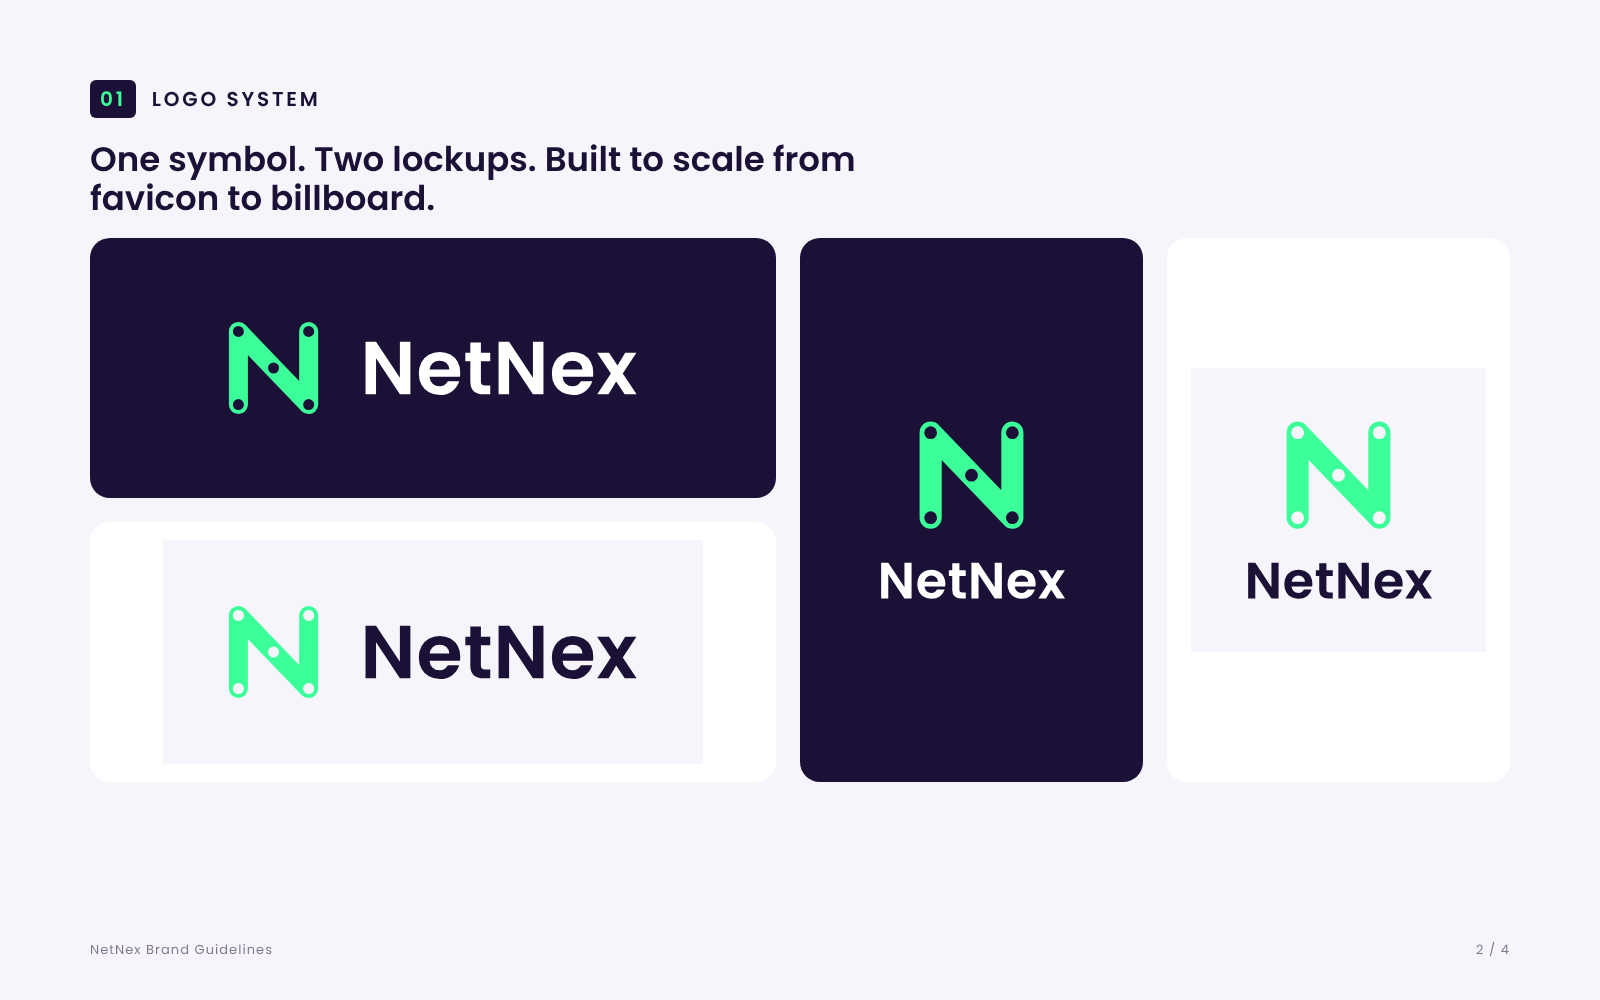 01 LOGO SYSTEM
One symbol. Two lockups. Built to scale from
favicon to billboard.
NetNex
NetNex
NetNex
NetNex
NetNex Brand Guidelines
2 / 4